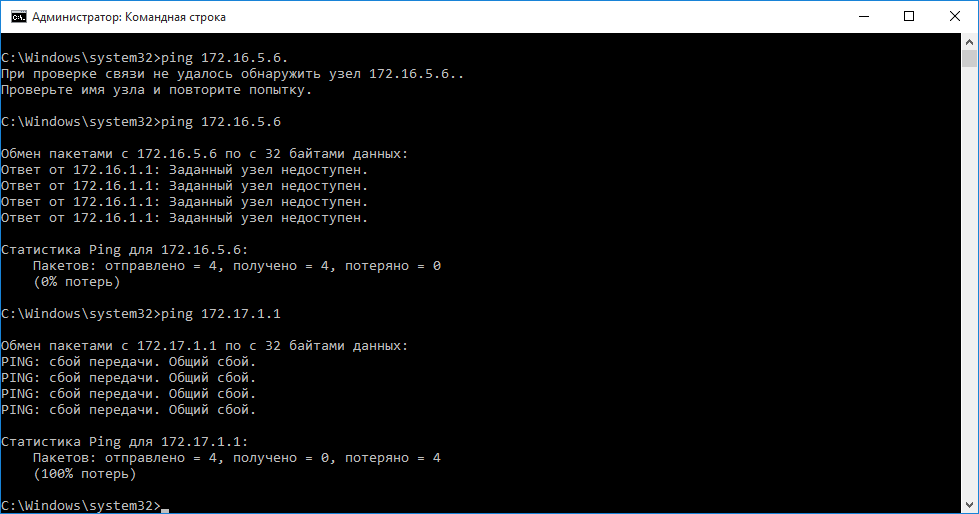 Администратор: Командная строка
C:\Windows\system32>ping 172.16.5.6.
При проверке связи не удалось обнаружить узел 172.16.5.6..
Проверьте имя узла и повторите попытку.
C:\Windows\system32>ping 172.16.5.6
Обмен пакетами с 172.16.5.6 по с 32 байтами данных:
Ответ от 172.16.1.1: Заданный узел недоступен.
Ответ от 172.16.1.1: Заданный узел недоступен.
Ответ от 172.16.1.1: Заданный узел недоступен.
Ответ от 172.16.1.1: Заданный узел недоступен.
Статистика Ping для 172.16.5.6:
    Пакетов: отправлено = 4, получено = 4, потеряно = 0
    (0% потерь)
C:\Windows\system32>ping 172.17.1.1
Обмен пакетами с 172.17.1.1 по с 32 байтами данных:
PING: сбой передачи. Общий сбой.
PING: сбой передачи. Общий сбой.
PING: сбой передачи. Общий сбой.
PING: сбой передачи. Общий сбой.
Статистика Ping для 172.17.1.1:
    Пакетов: отправлено = 4, получено = 0, потеряно = 4
    (100% потерь)
C:\Windows\system32>